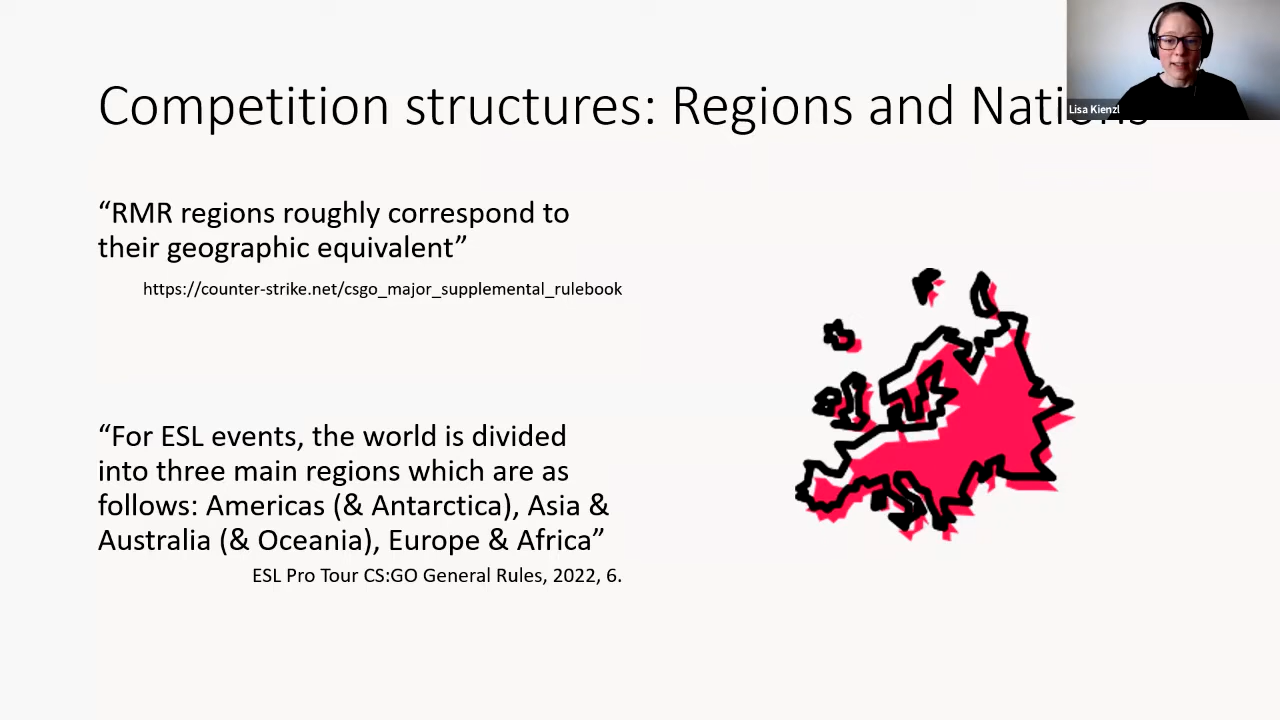 Competition structures: Regions and Nations
Lisa Kienzl
“RMR regions roughly correspond to
their geographic equivalent”
https://counter-strike.net/csgo_major_supplemental_rulebook
“For ESL events, the world is divided
into three main regions which are as
follows: Americas (& Antarctica), Asia &
Australia (& Oceania), Europe & Africa”
ESL Pro Tour CS:GO General Rules, 2022, 6.